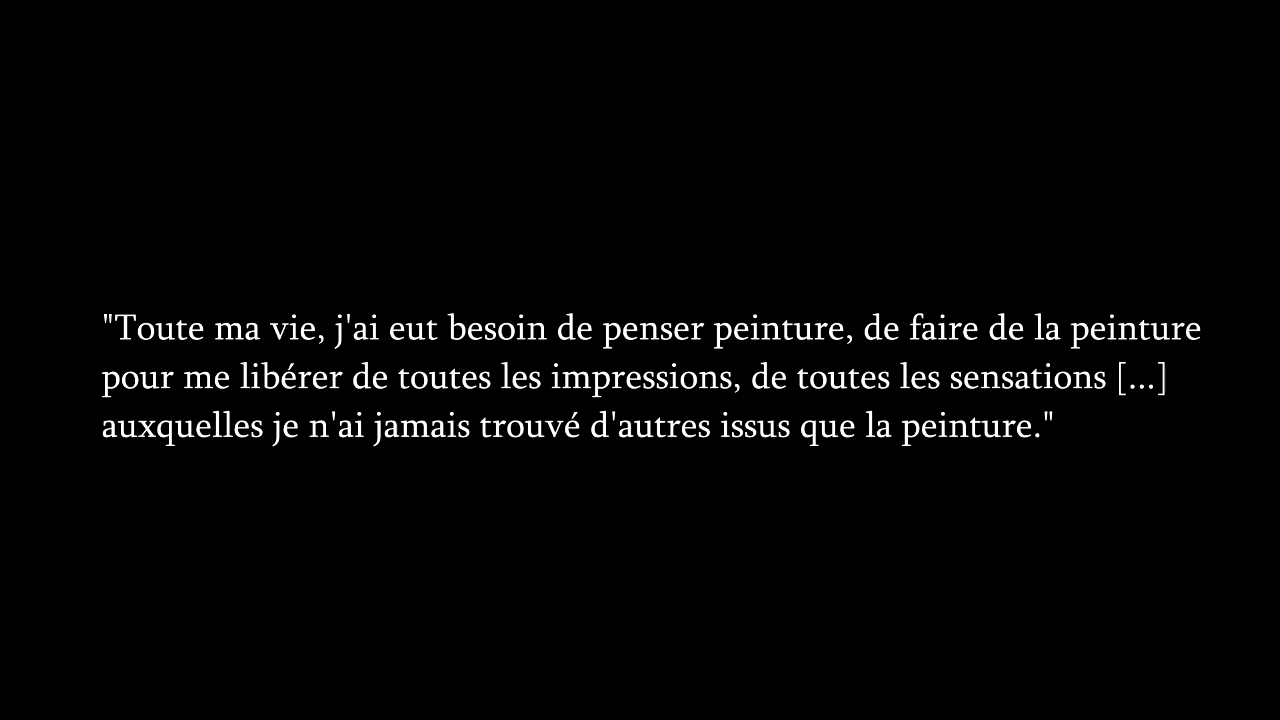 "Toute ma vie, j'ai eut besoin de penser peinture, de faire de la peinture
pour me libérer de toutes les impressions, de toutes les sensations [...]
auxquelles je n'ai jamais trouvé d'autres issus que la peinture."